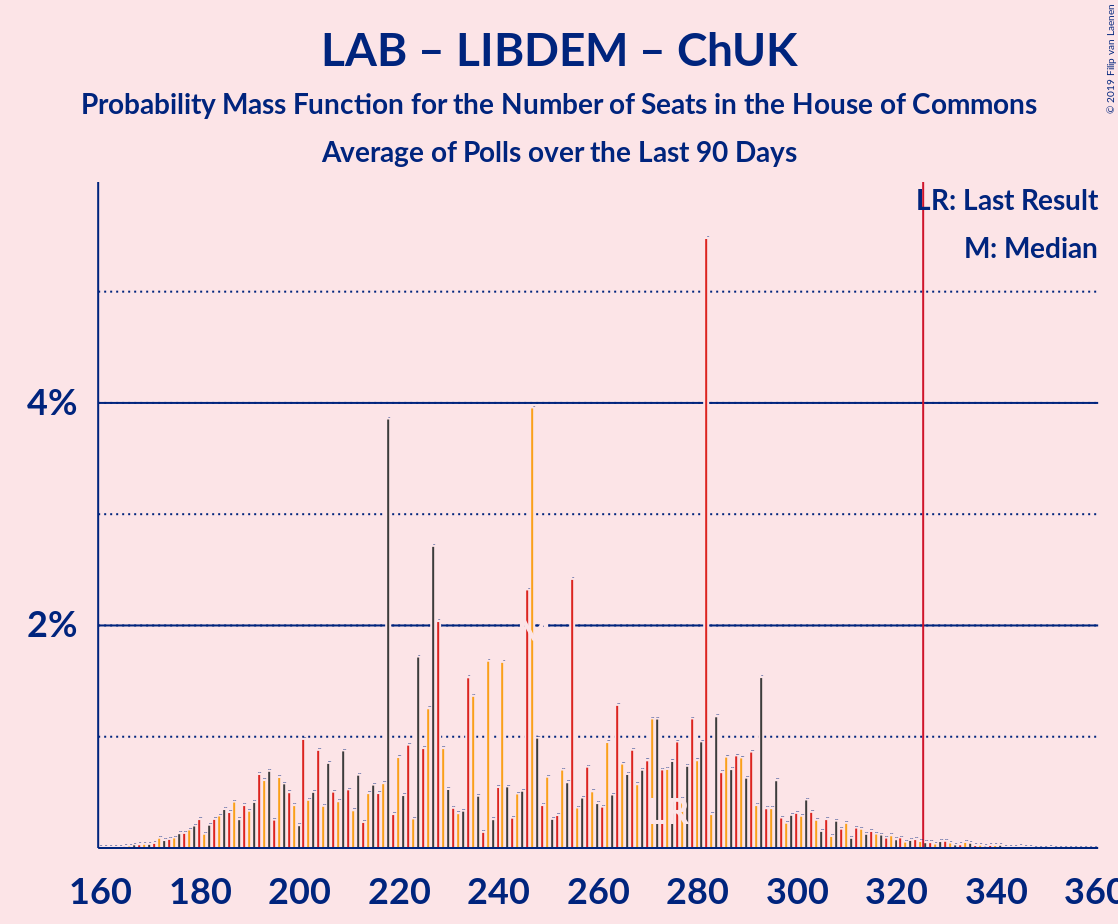 LAB – LIBDEM – ChUK
Probability Mass Function for the Number of Seats in the House of Commons
Average of Polls over the Last 90 Days
© 2019 Filip van Laenen
LR: Last Result
M: Median
4%
2%
M
LR
160 180 200 220 240 260 280 300 320 340 360